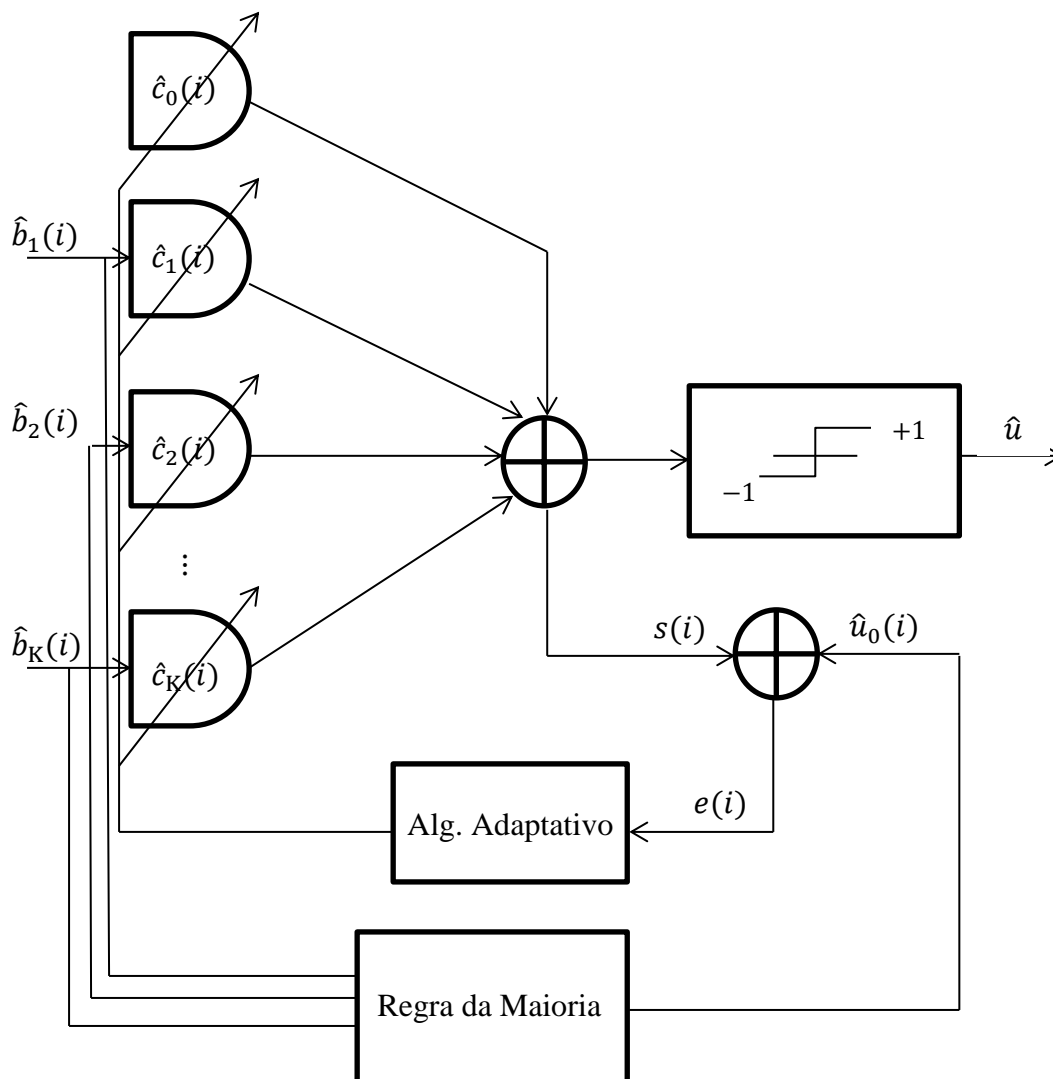 ĉ₀(i)
b̂₁(i)
ĉ₁(i)
b̂₂(i)
ĉ₂(i)
+1
−1
û
⋮
b̂_K(i)
ĉ_K(i)
s(i)
û₀(i)
e(i)
Alg. Adaptativo
Regra da Maioria